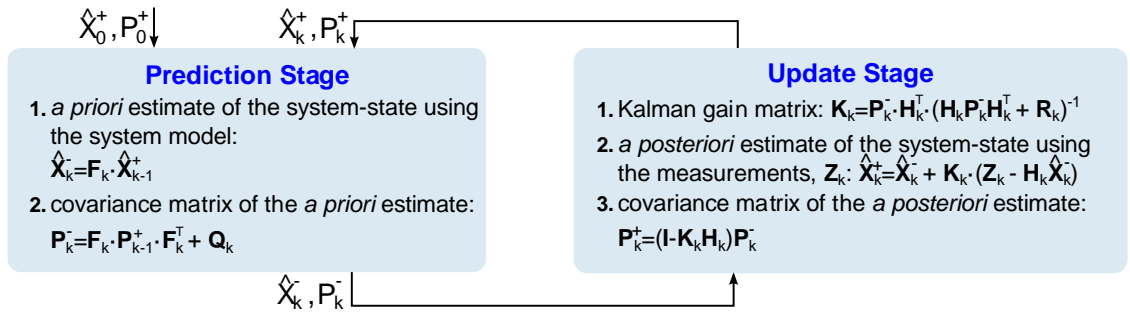 X̂₀⁺, P₀⁺
X̂ₖ⁺, Pₖ⁺
Prediction Stage
1. a priori estimate of the system-state using
the system model:
X̂ₖ⁻=Fₖ·X̂ₖ₋₁⁺
2. covariance matrix of the a priori estimate:
Pₖ⁻=Fₖ·Pₖ₋₁⁺·Fₖᵀ + Qₖ
Update Stage
1. Kalman gain matrix: Kₖ=Pₖ⁻·Hₖᵀ·(HₖPₖ⁻Hₖᵀ + Rₖ)⁻¹
2. a posteriori estimate of the system-state using
the measurements, Zₖ: X̂ₖ⁺=X̂ₖ⁻ + Kₖ·(Zₖ - HₖX̂ₖ⁻)
3. covariance matrix of the a posteriori estimate:
Pₖ⁺=(I-KₖHₖ)Pₖ⁻
X̂ₖ⁻, Pₖ⁻